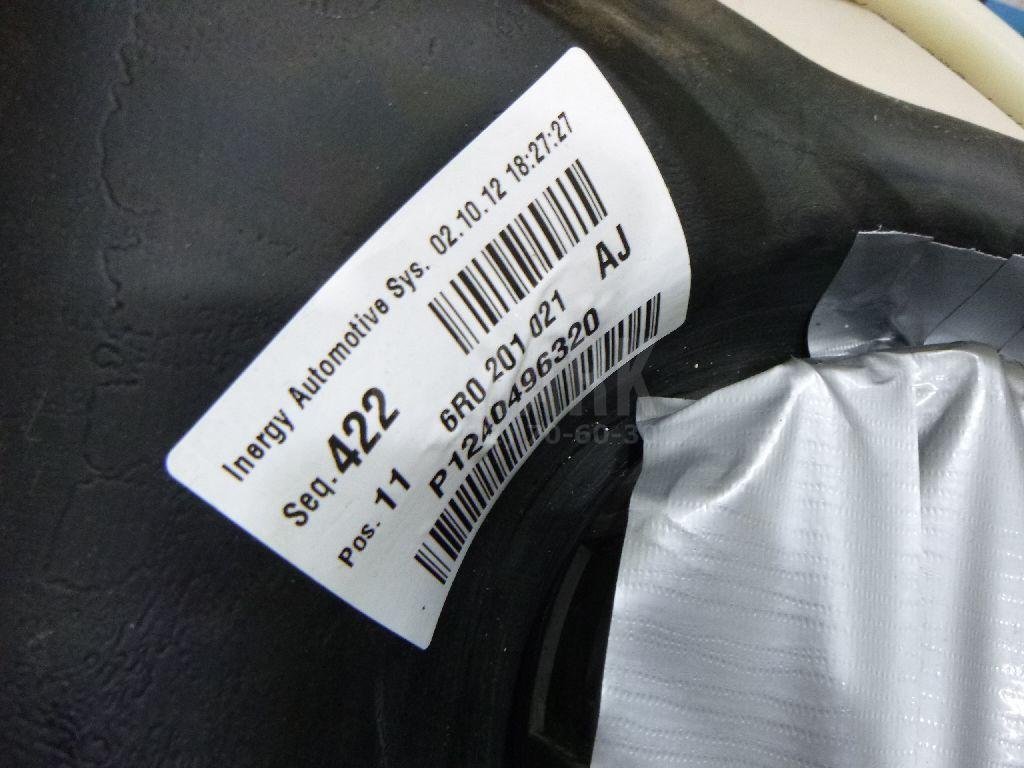 Inergy Automotive Sys. 02.10.12 18:27:27
Seq. 422
6R0 201 021 AJ
Pos. 11 P1240496320